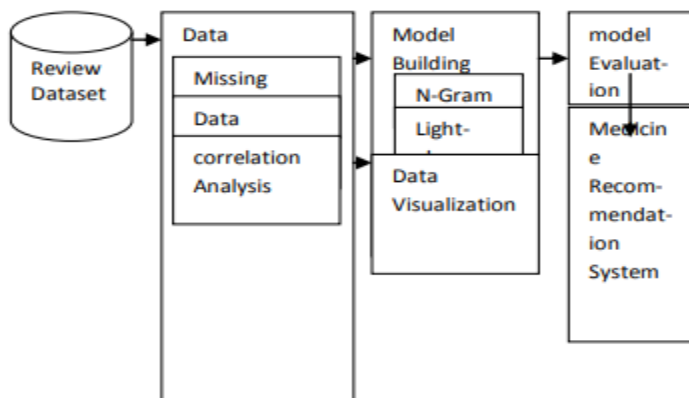 Review
Dataset
Data
Missing
Data
correlation
Analysis
Model
Building
N-Gram
Light-
Data
Visualization
model
Evaluat-
ion
Medicin
e
Recom-
mendat-
ion
System